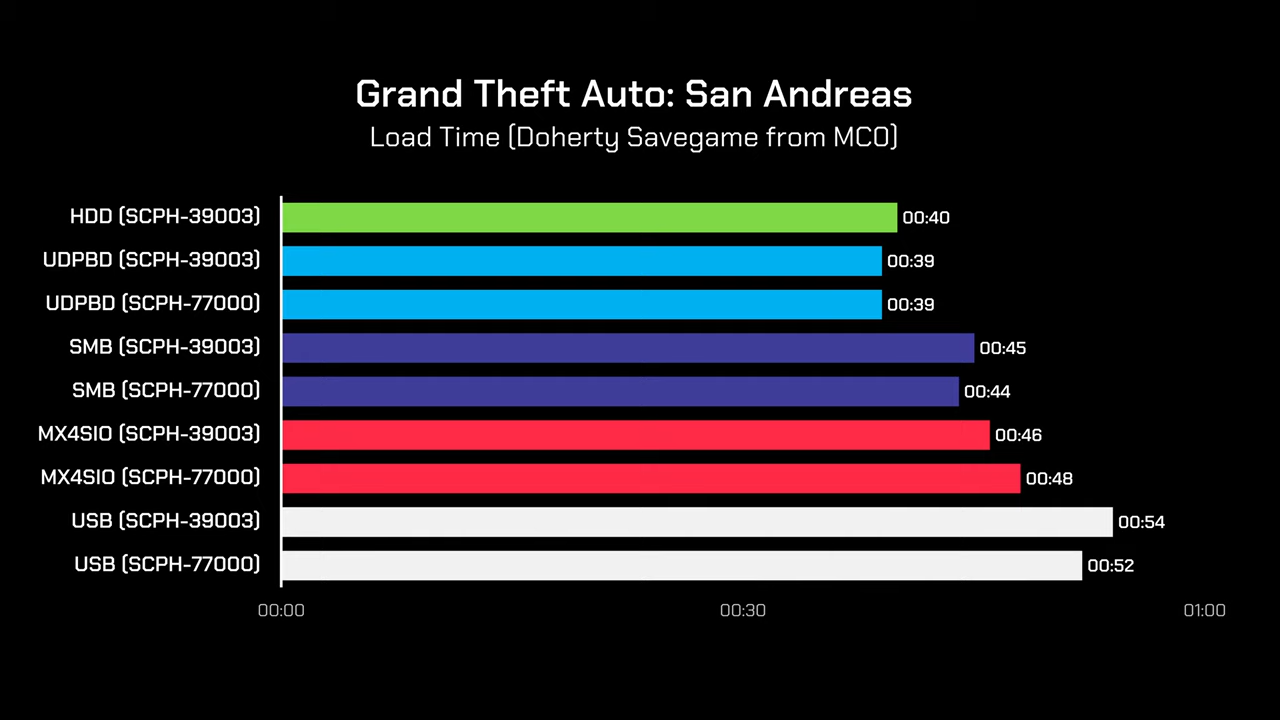 Grand Theft Auto: San Andreas
Load Time (Doherty Savegame from MC0)
HDD (SCPH-39003) 00:40
UDPBD (SCPH-39003) 00:39
UDPBD (SCPH-77000) 00:39
SMB (SCPH-39003) 00:45
SMB (SCPH-77000) 00:44
MX4SIO (SCPH-39003) 00:46
MX4SIO (SCPH-77000) 00:48
USB (SCPH-39003) 00:54
USB (SCPH-77000) 00:52
00:00 00:30 01:00